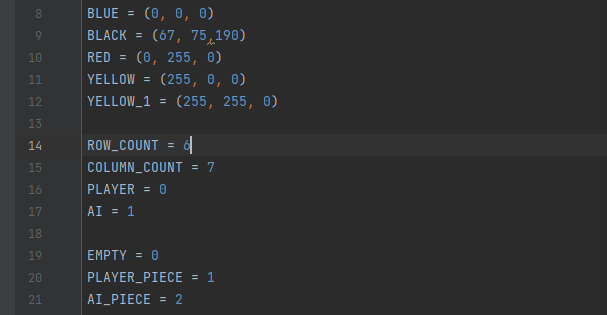 8 BLUE = (0, 0, 0)
9 BLACK = (67, 75,190)
10 RED = (0, 255, 0)
11 YELLOW = (255, 0, 0)
12 YELLOW_1 = (255, 255, 0)
13
14 ROW_COUNT = 6
15 COLUMN_COUNT = 7
16 PLAYER = 0
17 AI = 1
18
19 EMPTY = 0
20 PLAYER_PIECE = 1
21 AI_PIECE = 2